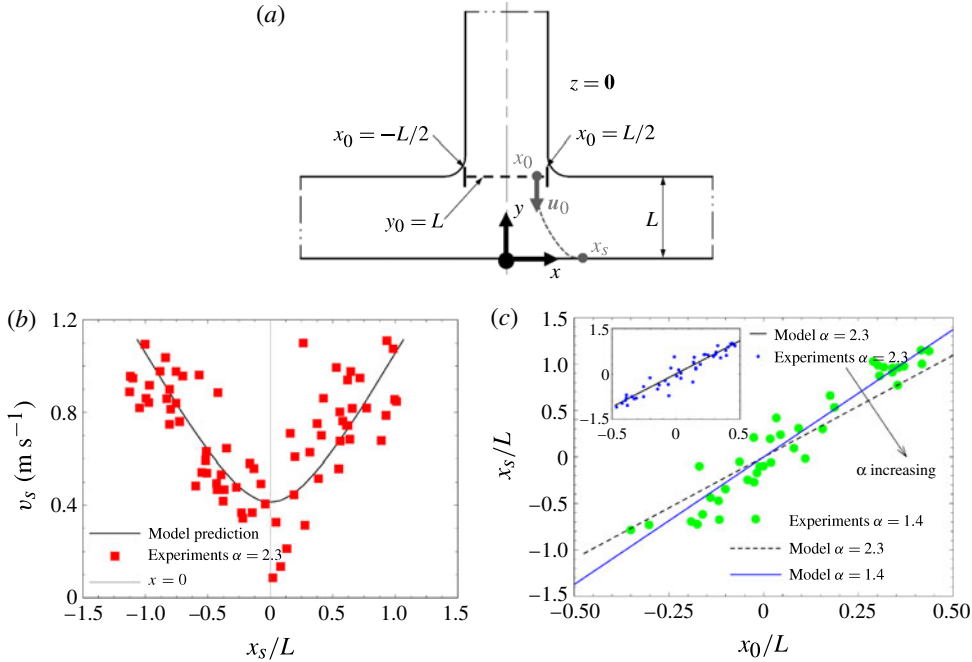 (a)
z = 0
x₀ = −L/2
x₀ = L/2
x₀
y₀ = L
u₀
y
L
x_s
x
(b)
1.2
0.8
0.4
0
v_s (m s⁻¹)
Model prediction
Experiments α = 2.3
x = 0
−1.5 −1.0 −0.5 0 0.5 1.0 1.5
x_s/L
(c)
1.5
1.0
0.5
0
−0.5
−1.0
−1.5
x_s/L
1.5
0
−1.5
−0.5 0 0.5
Model α = 2.3
Experiments α = 2.3
α increasing
Experiments α = 1.4
Model α = 2.3
Model α = 1.4
−0.50 −0.25 0 0.25 0.50
x₀/L